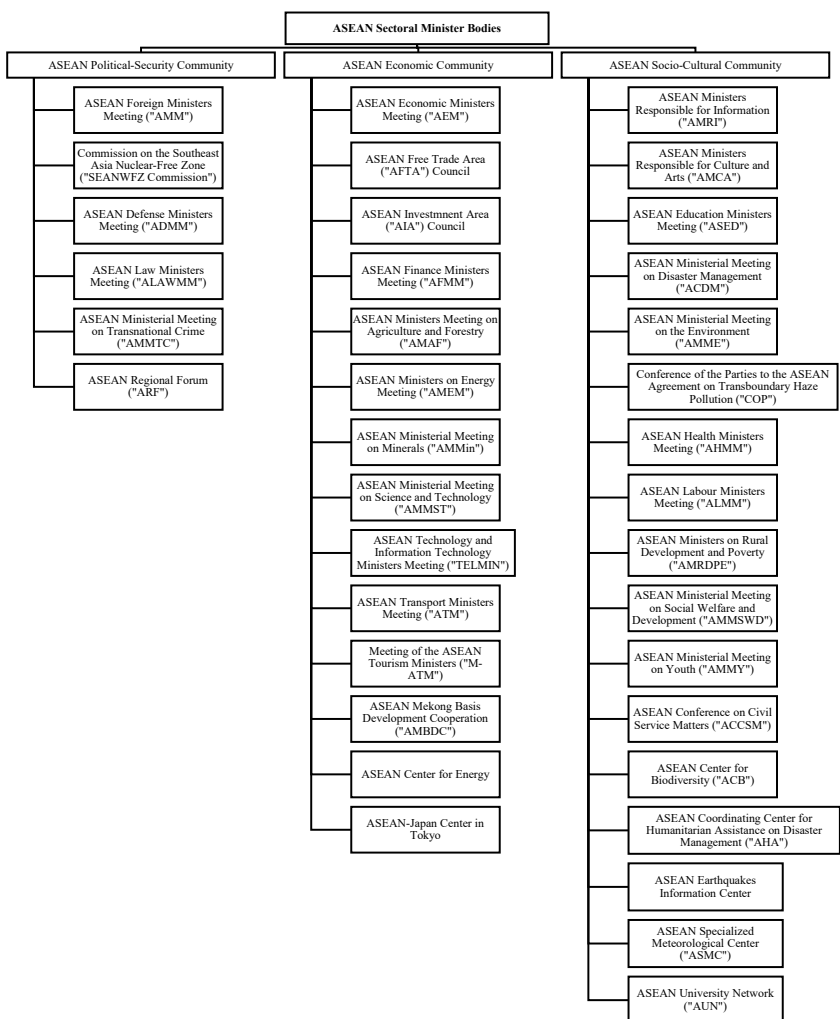 ASEAN Sectoral Minister Bodies
ASEAN Political-Security Community
ASEAN Foreign Ministers
Meeting ("AMM")
Commission on the Southeast
Asia Nuclear-Free Zone
("SEANWFZ Commission")
ASEAN Defense Ministers
Meeting ("ADMM")
ASEAN Law Ministers
Meeting ("ALAWMM")
ASEAN Ministerial Meeting
on Transnational Crime
("AMMTC")
ASEAN Regional Forum
("ARF")
ASEAN Economic Community
ASEAN Economic Ministers
Meeting ("AEM")
ASEAN Free Trade Area
("AFTA") Council
ASEAN Investmnent Area
("AIA") Council
ASEAN Finance Ministers
Meeting ("AFMM")
ASEAN Ministers Meeting on
Agriculture and Forestry
("AMAF")
ASEAN Ministers on Energy
Meeting ("AMEM")
ASEAN Ministerial Meeting
on Minerals ("AMMin")
ASEAN Ministerial Meeting
on Science and Technology
("AMMST")
ASEAN Technology and
Information Technology
Ministers Meeting ("TELMIN")
ASEAN Transport Ministers
Meeting ("ATM")
Meeting of the ASEAN
Tourism Ministers ("M-
ATM")
ASEAN Mekong Basis
Development Cooperation
("AMBDC")
ASEAN Center for Energy
ASEAN-Japan Center in
Tokyo
ASEAN Socio-Cultural Community
ASEAN Ministers
Responsible for Information
("AMRI")
ASEAN Ministers
Responsible for Culture and
Arts ("AMCA")
ASEAN Education Ministers
Meeting ("ASED")
ASEAN Ministerial Meeting
on Disaster Management
("ACDM")
ASEAN Ministerial Meeting
on the Environment
("AMME")
Conference of the Parties to the ASEAN
Agreement on Transboundary Haze
Pollution ("COP")
ASEAN Health Ministers
Meeting ("AHMM")
ASEAN Labour Ministers
Meeting ("ALMM")
ASEAN Ministers on Rural
Development and Poverty
("AMRDPE")
ASEAN Ministerial Meeting
on Social Welfare and
Development ("AMMSWD")
ASEAN Ministerial Meeting
on Youth ("AMMY")
ASEAN Conference on Civil
Service Matters ("ACCSM")
ASEAN Center for
Biodiversity ("ACB")
ASEAN Coordinating Center for
Humanitarian Assistance on Disaster
Management ("AHA")
ASEAN Earthquakes
Information Center
ASEAN Specialized
Meteorological Center
("ASMC")
ASEAN University Network
("AUN")